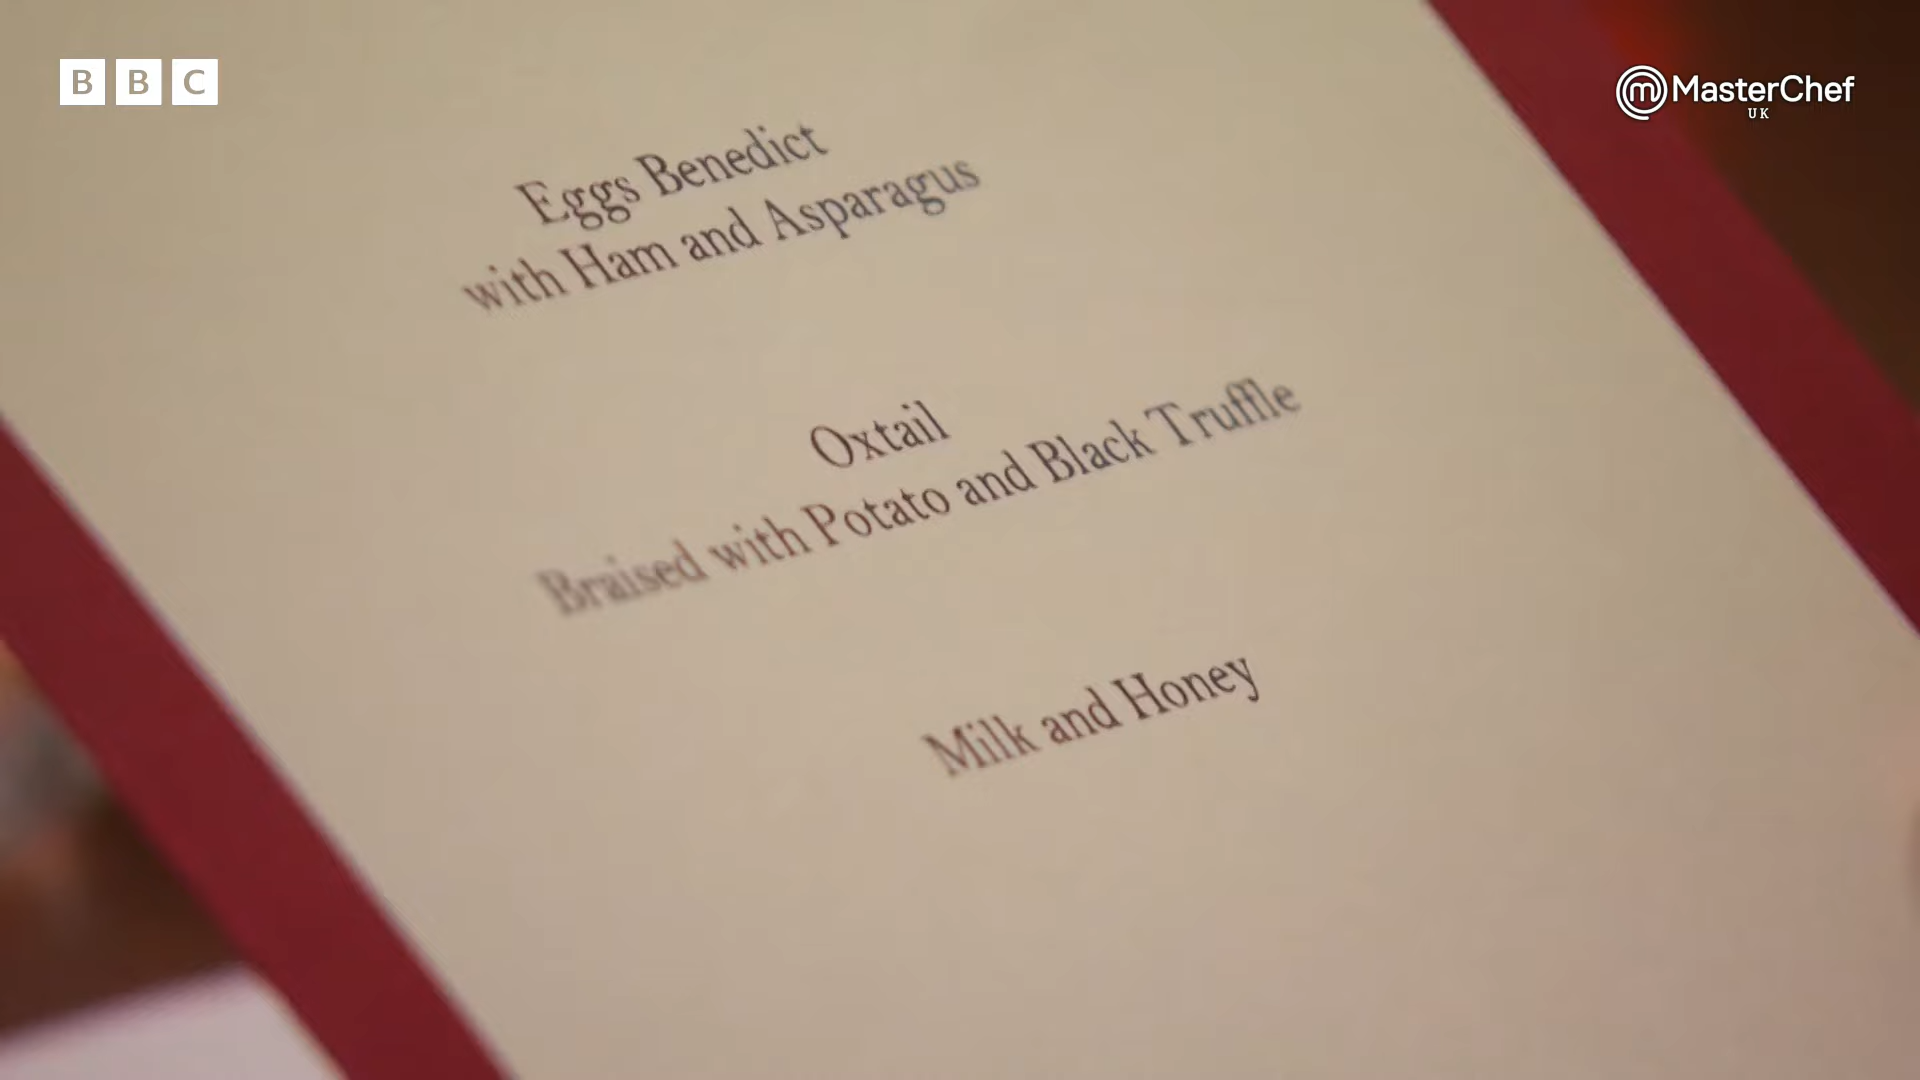 BBC
MasterChef
UK
Eggs Benedict
with Ham and Asparagus
Oxtail
Braised with Potato and Black Truffle
Milk and Honey